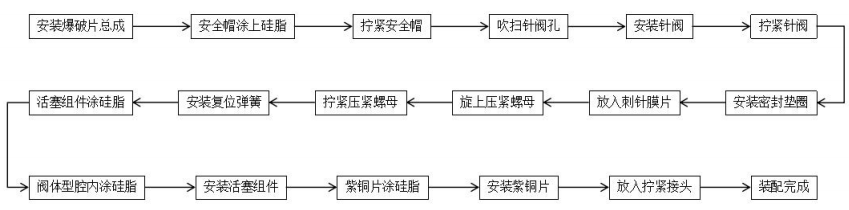 安装爆破片总成
安全帽涂上硅脂
拧紧安全帽
吹扫针阀孔
安装针阀
拧紧针阀
安装密封垫圈
放入刺针膜片
旋上压紧螺母
拧紧压紧螺母
安装复位弹簧
活塞组件涂硅脂
阀体型腔内涂硅脂
安装活塞组件
紫铜片涂硅脂
安装紫铜片
放入拧紧接头
装配完成